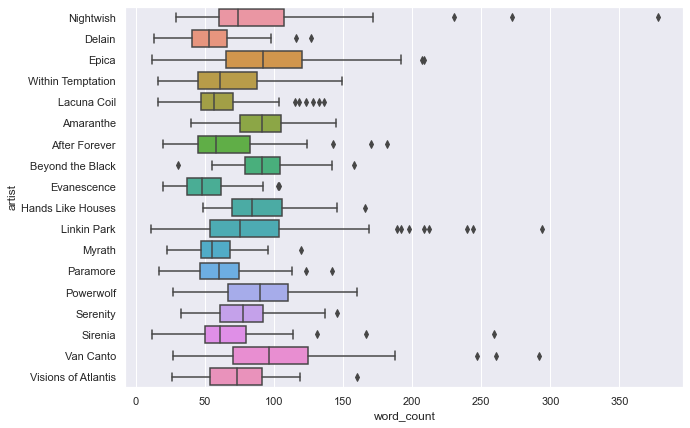 Nightwish
Delain
Epica
Within Temptation
Lacuna Coil
Amaranthe
After Forever
Beyond the Black
Evanescence
Hands Like Houses
Linkin Park
Myrath
Paramore
Powerwolf
Serenity
Sirenia
Van Canto
Visions of Atlantis
artist
0 50 100 150 200 250 300 350
word_count